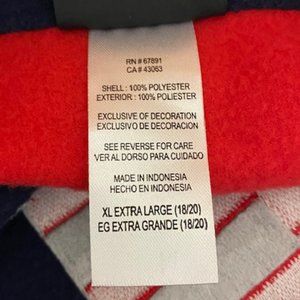 RN # 67891
CA # 43063
SHELL : 100% POLYESTER
EXTERIOR : 100% POLIESTER
EXCLUSIVE OF DECORATION
EXCLUSIVO DE DECORACION
SEE REVERSE FOR CARE
VER AL DORSO PARA CUIDADO
MADE IN INDONESIA
HECHO EN INDONESIA
XL EXTRA LARGE (18/20)
EG EXTRA GRANDE (18/20)